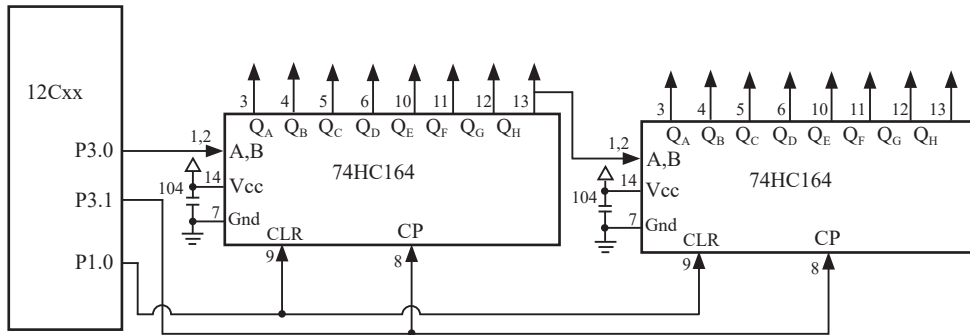 12Cxx
P3.0
P3.1
P1.0
3 4 5 6 10 11 12 13
QA QB QC QD QE QF QG QH
1,2 A,B
74HC164
14 Vcc
104
7 Gnd
CLR CP
9 8
3 4 5 6 10 11 12 13
QA QB QC QD QE QF QG QH
1,2 A,B
74HC164
14 Vcc
104
7 Gnd
CLR CP
9 8